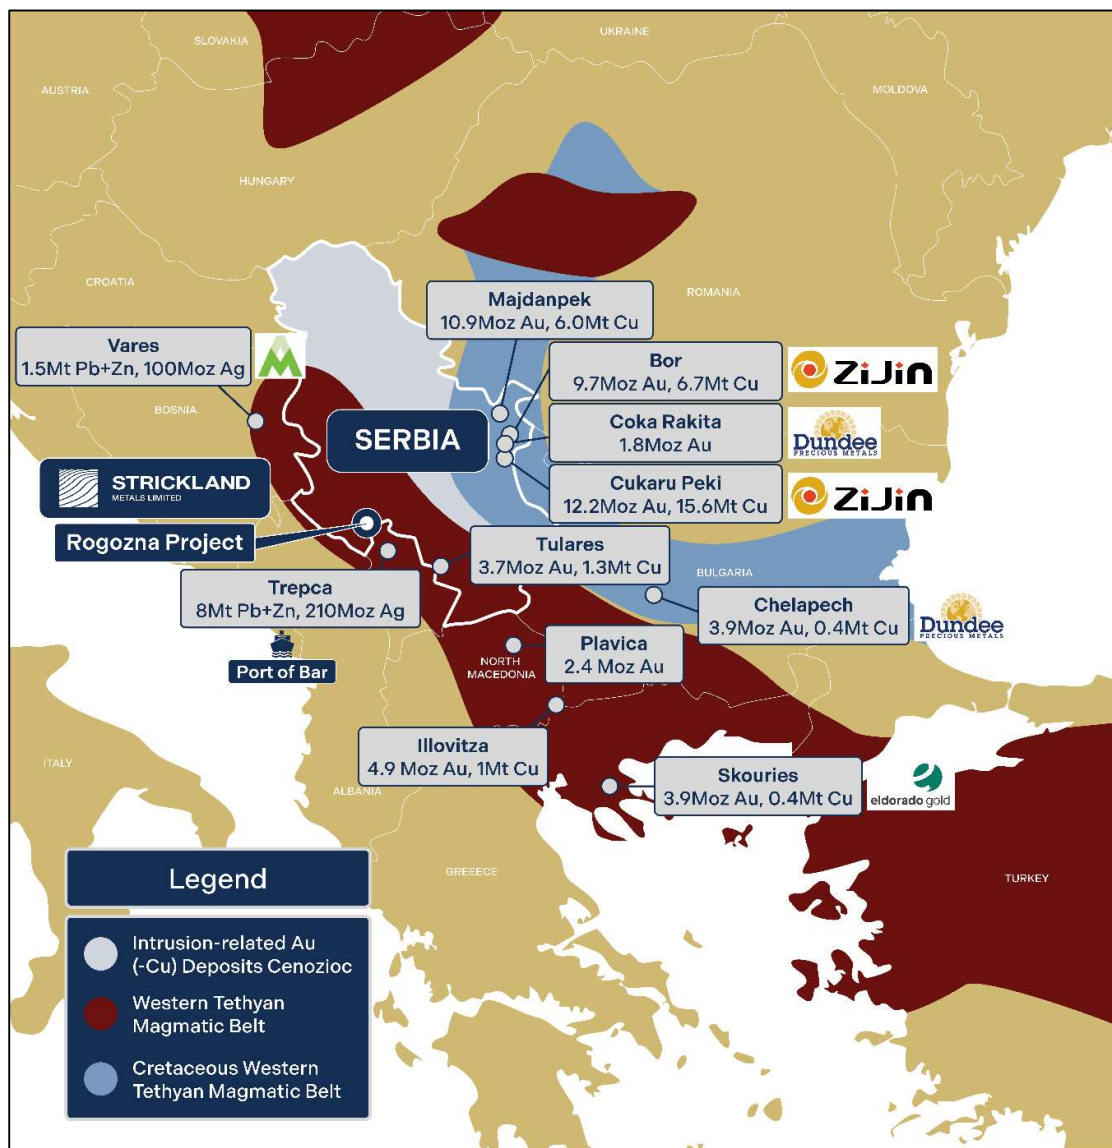 SLOVAKIA
UKRAINE
AUSTRIA
MOLDOVA
HUNGARY
CROATIA
ROMANIA
Majdanpek
10.9Moz Au, 6.0Mt Cu
Vares
1.5Mt Pb+Zn, 100Moz Ag
Bor
9.7Moz Au, 6.7Mt Cu
ZiJin
BOSNIA
SERBIA
Coka Rakita
1.8Moz Au
Dundee
PRECIOUS METALS
STRICKLAND
METALS LIMITED
Cukaru Peki
12.2Moz Au, 15.6Mt Cu
ZiJin
Rogozna Project
Tulares
3.7Moz Au, 1.3Mt Cu
BULGARIA
Trepca
8Mt Pb+Zn, 210Moz Ag
Chelapech
3.9Moz Au, 0.4Mt Cu
Dundee
PRECIOUS METALS
Port of Bar
NORTH
MACEDONIA
Plavica
2.4 Moz Au
Illovitza
4.9 Moz Au, 1Mt Cu
ITALY
ALBANIA
Skouries
3.9Moz Au, 0.4Mt Cu
eldorado gold
GREEECE
TURKEY
Legend
Intrusion-related Au
(-Cu) Deposits Cenozioc
Western Tethyan
Magmatic Belt
Cretaceous Western
Tethyan Magmatic Belt